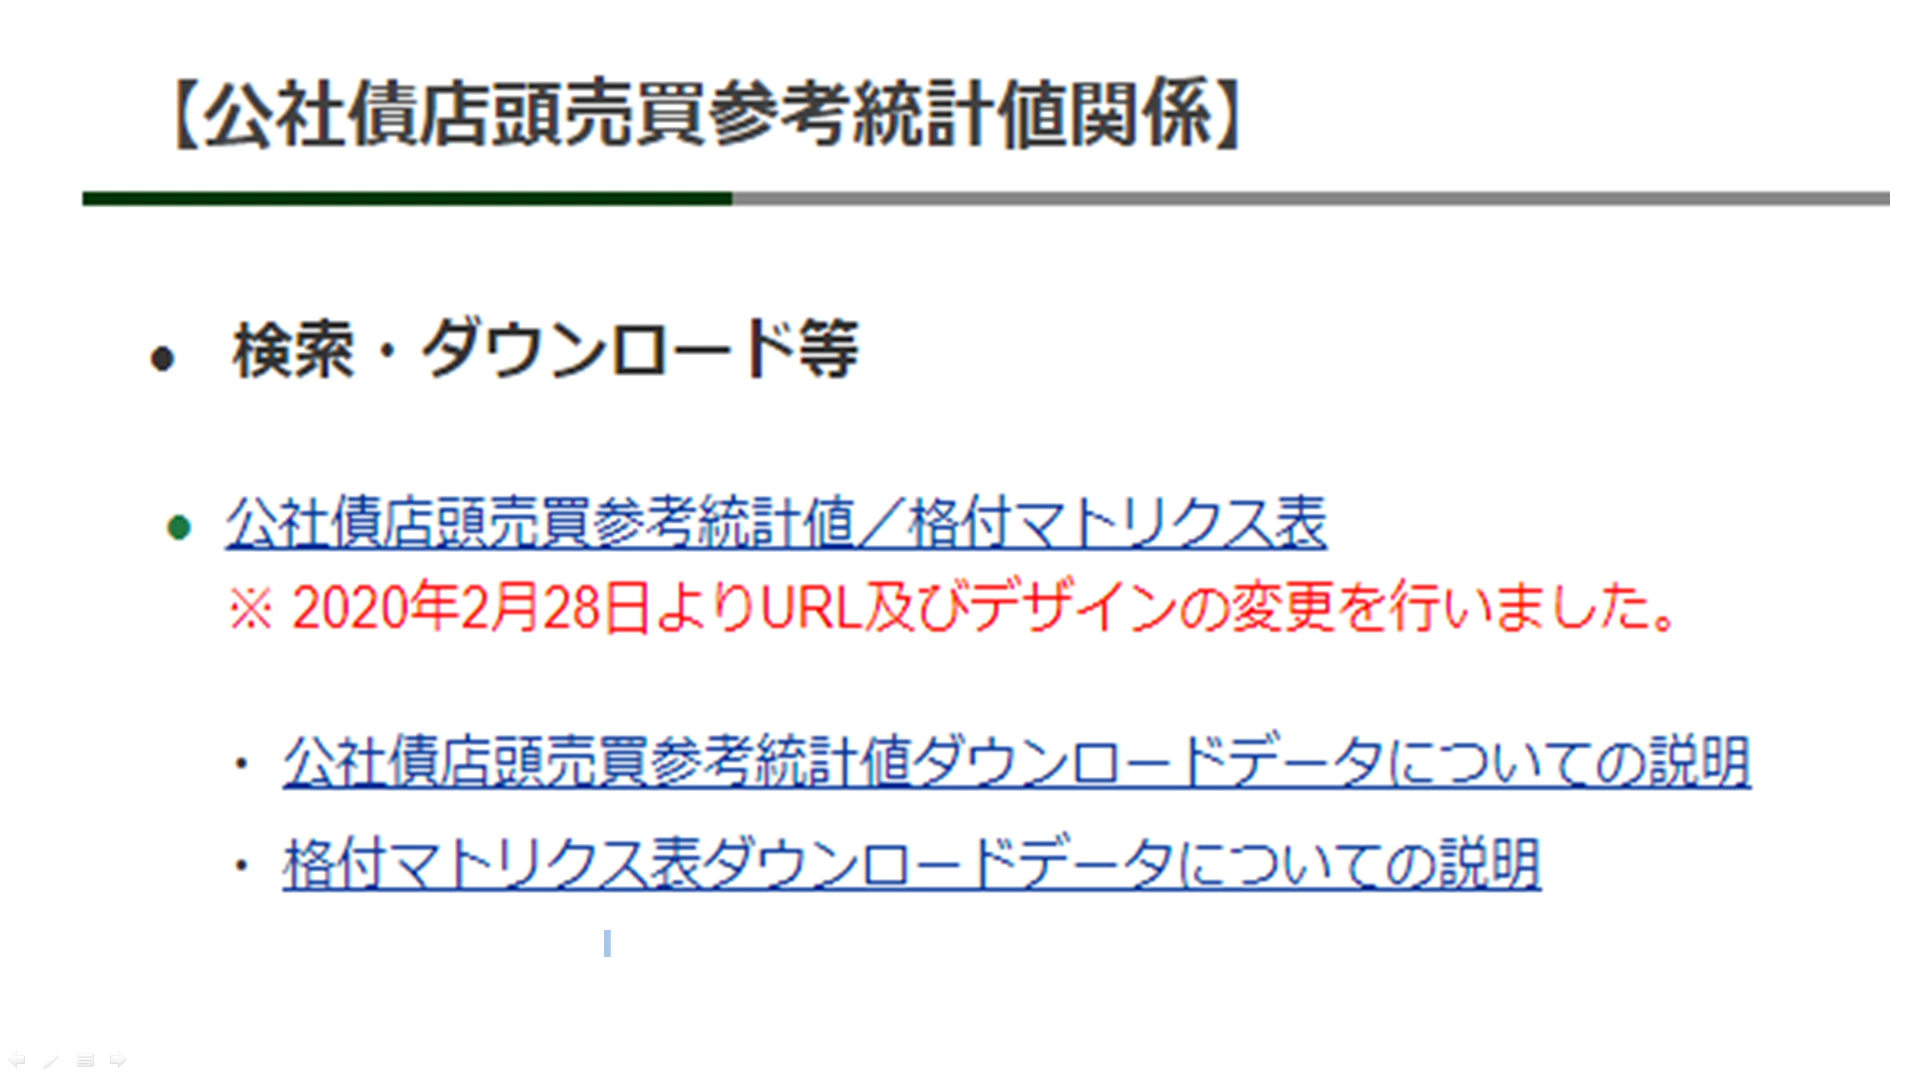 【公社債店頭売買参考統計値関係】
● 検索・ダウンロード等
● 公社債店頭売買参考統計値／格付マトリクス表
※ 2020年2月28日よりURL及びデザインの変更を行いました。
・ 公社債店頭売買参考統計値ダウンロードデータについての説明
・ 格付マトリクス表ダウンロードデータについての説明